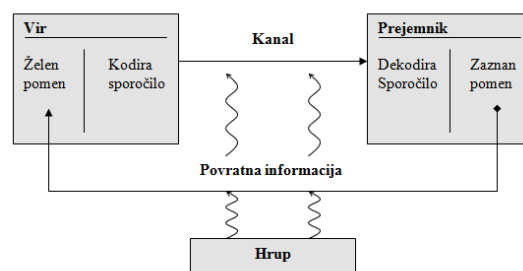 Vir
Želen
pomen
Kodira
sporočilo
Kanal
Prejemnik
Dekodira
Sporočilo
Zaznan
pomen
Povratna informacija
Hrup